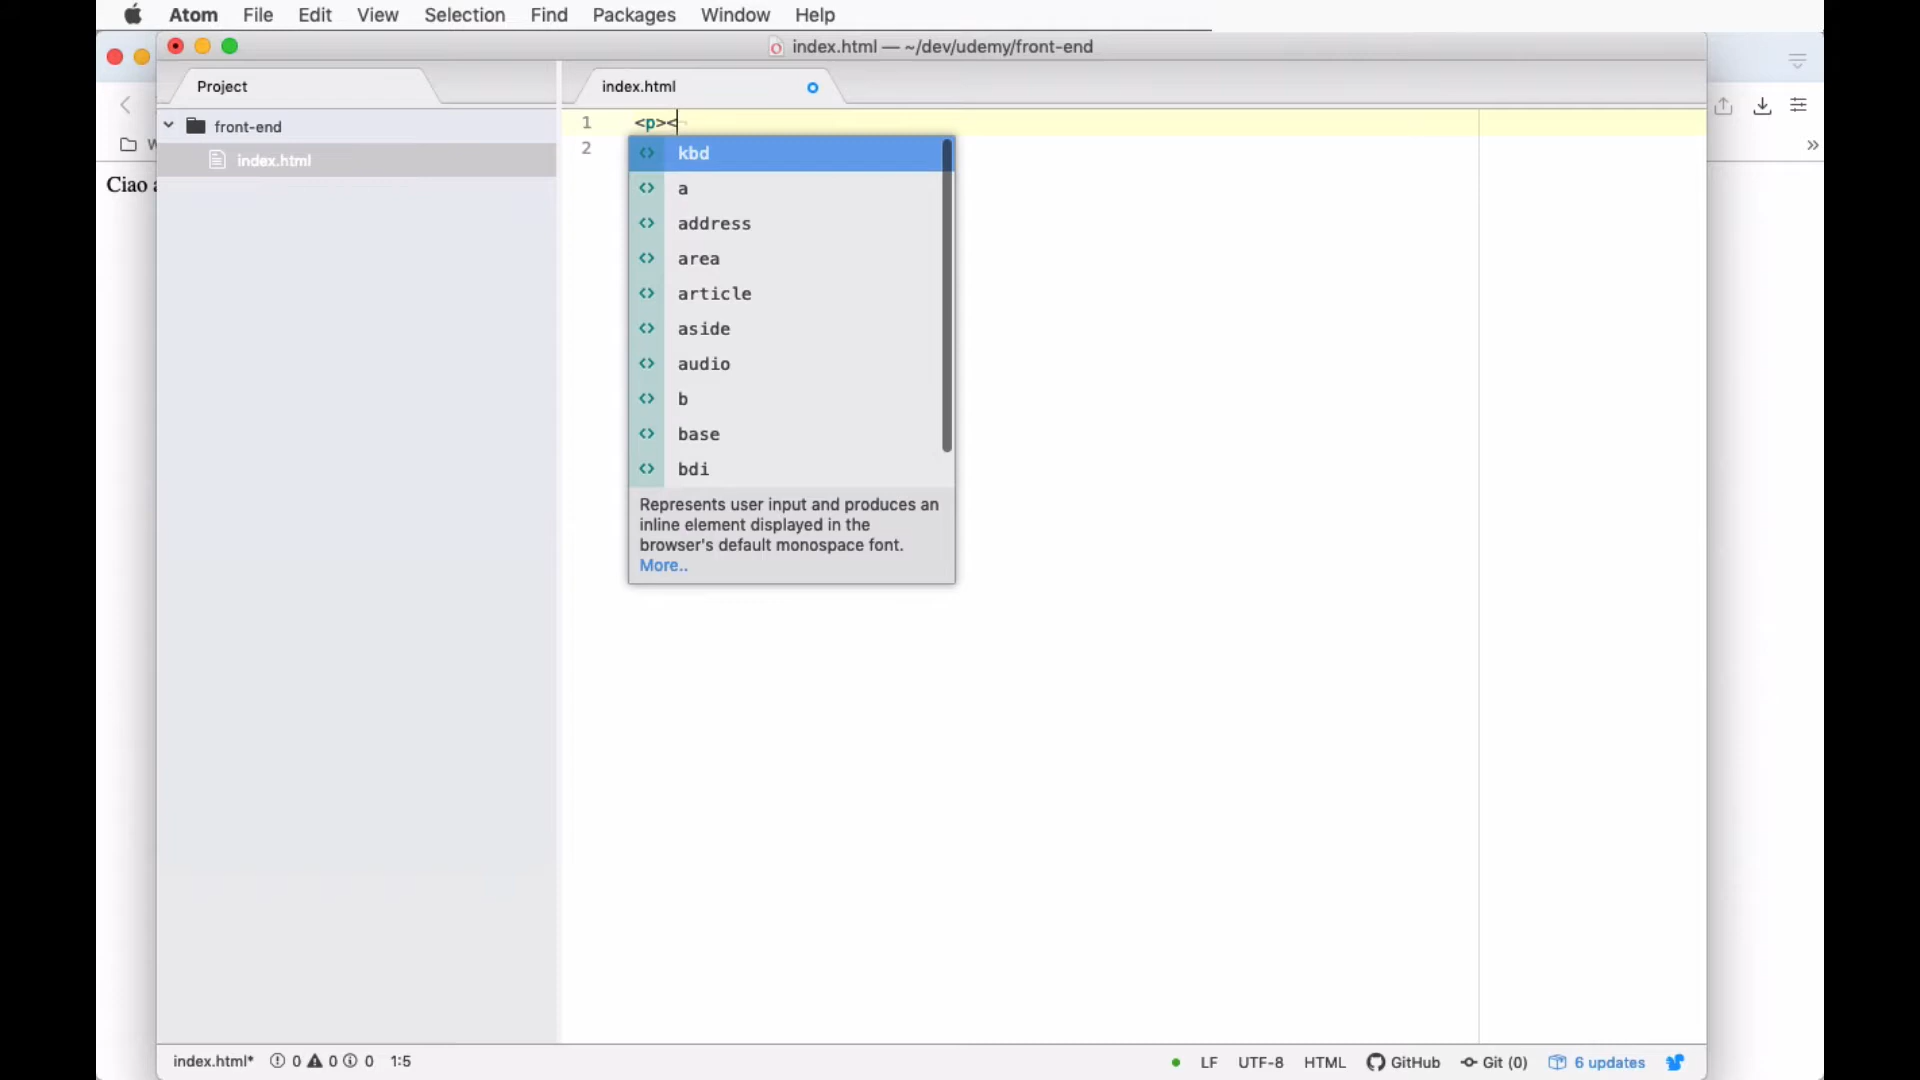 Atom File Edit View Selection Find Packages Window Help
index.html — ~/dev/udemy/front-end
Project
index.html
front-end
index.html
Ciao
1 <p><
2
kbd
a
address
area
article
aside
audio
b
base
bdi
Represents user input and produces an
inline element displayed in the
browser's default monospace font.
More..
index.html* 0 0 0 1:5
LF UTF-8 HTML GitHub Git (0) 6 updates